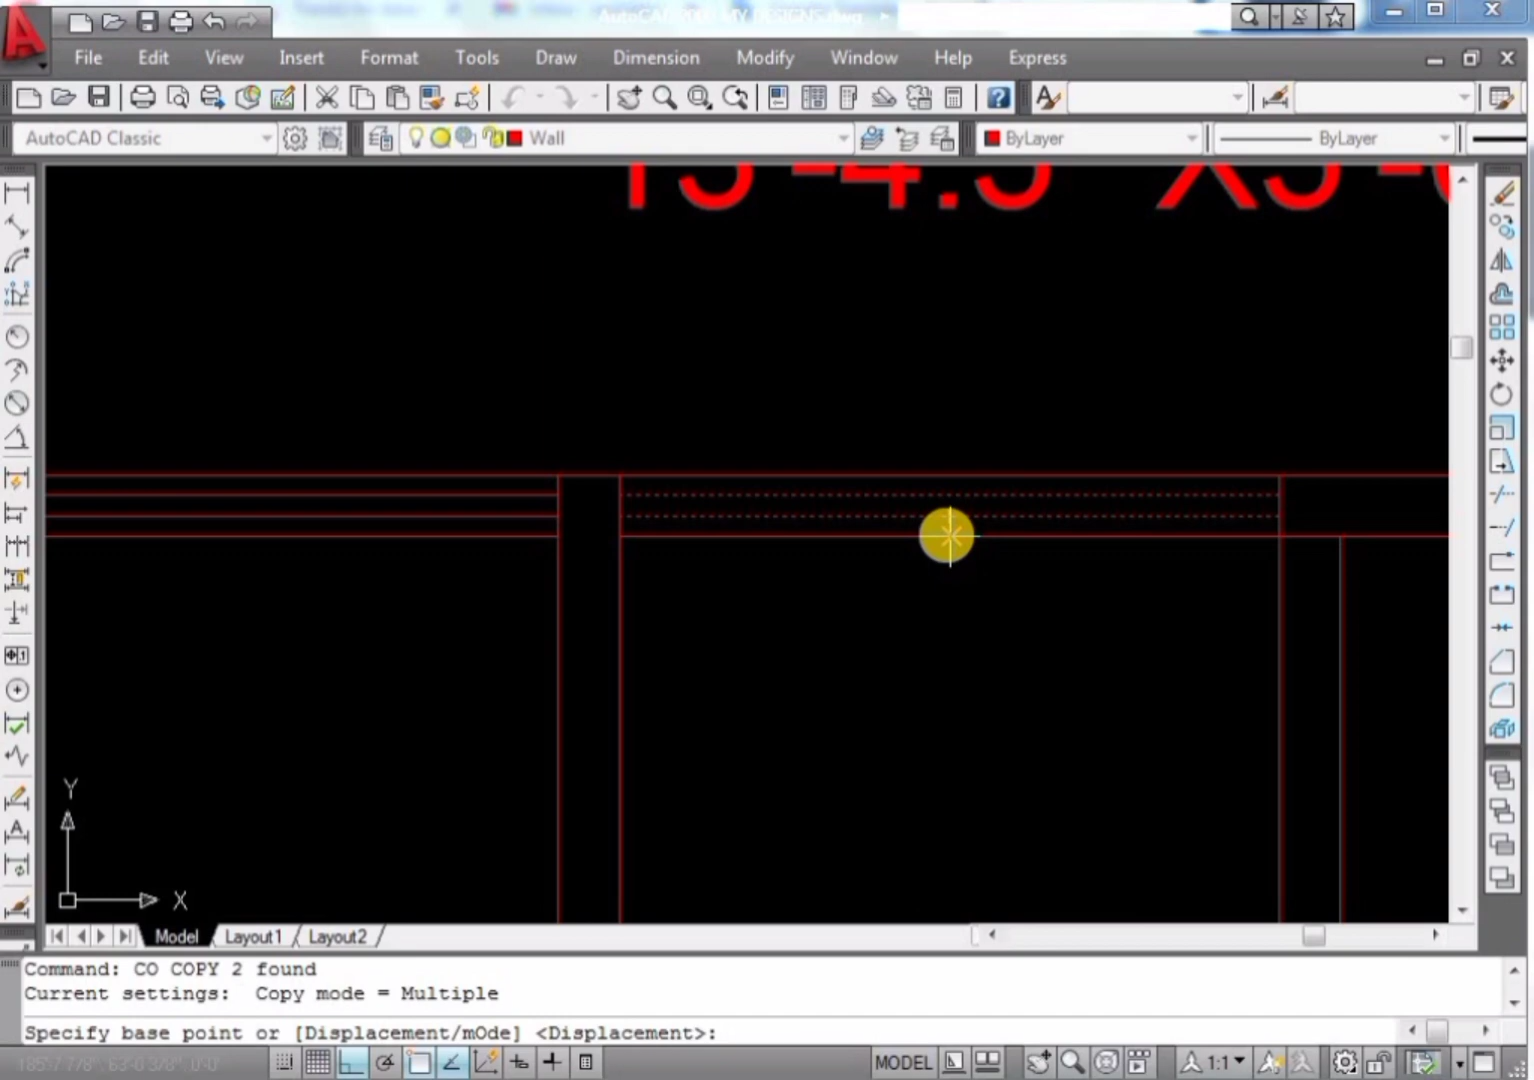 File Edit View Insert Format Tools Draw Dimension Modify Window Help Express
AutoCAD Classic Wall ByLayer ByLayer
Y
X
Model Layout1 Layout2
Command: CO COPY 2 found
Current settings: Copy mode = Multiple
Specify base point or [Displacement/mOde] <Displacement>:
MODEL 1:1